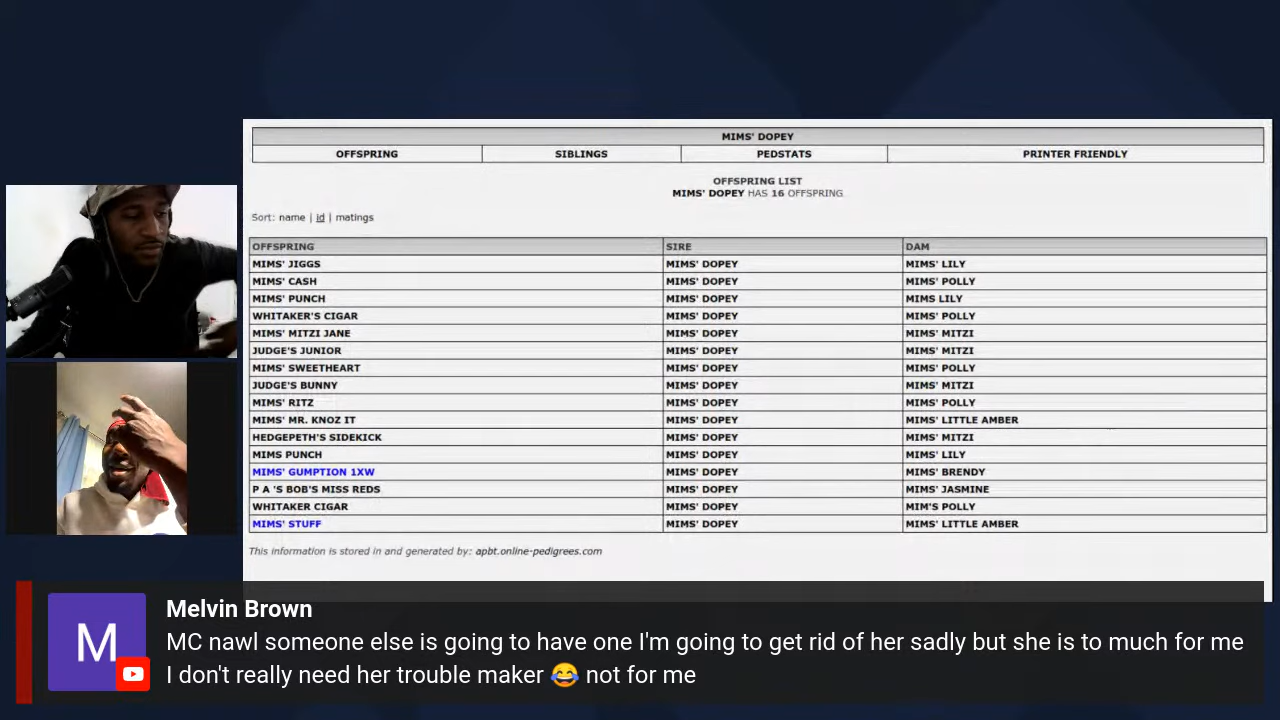 MIMS' DOPEY
OFFSPRING SIBLINGS PEDSTATS PRINTER FRIENDLY
OFFSPRING LIST
MIMS' DOPEY HAS 16 OFFSPRING
Sort: name | id | matings
OFFSPRING SIRE DAM
MIMS' JIGGS MIMS' DOPEY MIMS' LILY
MIMS' CASH MIMS' DOPEY MIMS' POLLY
MIMS' PUNCH MIMS' DOPEY MIMS LILY
WHITAKER'S CIGAR MIMS' DOPEY MIMS' POLLY
MIMS' MITZI JANE MIMS' DOPEY MIMS' MITZI
JUDGE'S JUNIOR MIMS' DOPEY MIMS' MITZI
MIMS' SWEETHEART MIMS' DOPEY MIMS' POLLY
JUDGE'S BUNNY MIMS' DOPEY MIMS' MITZI
MIMS' RITZ MIMS' DOPEY MIMS' POLLY
MIMS' MR. KNOZ IT MIMS' DOPEY MIMS' LITTLE AMBER
HEDGEPETH'S SIDEKICK MIMS' DOPEY MIMS' MITZI
MIMS PUNCH MIMS' DOPEY MIMS' LILY
MIMS' GUMPTION 1XW MIMS' DOPEY MIMS' BRENDY
P A 'S BOB'S MISS REDS MIMS' DOPEY MIMS' JASMINE
WHITAKER CIGAR MIMS' DOPEY MIM'S POLLY
MIMS' STUFF MIMS' DOPEY MIMS' LITTLE AMBER
This information is stored in and generated by: apbt.online-pedigrees.com
M
Melvin Brown
MC nawl someone else is going to have one I'm going to get rid of her sadly but she is to much for me
I don't really need her trouble maker 😂 not for me